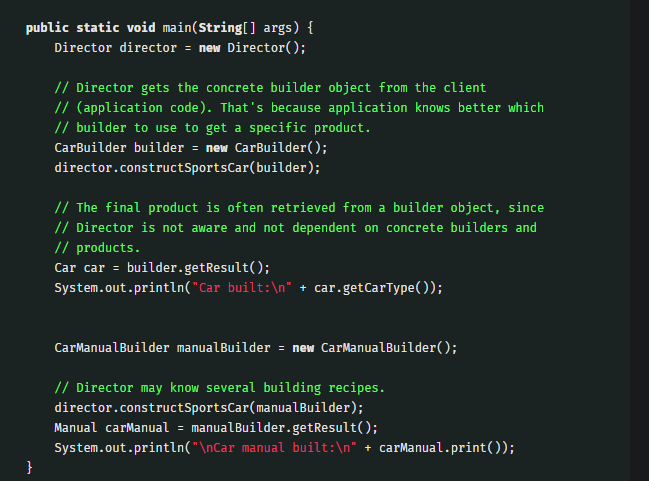 public static void main(String[] args) {
Director director = new Director();
// Director gets the concrete builder object from the client
// (application code). That's because application knows better which
// builder to use to get a specific product.
CarBuilder builder = new CarBuilder();
director.constructSportsCar(builder);
// The final product is often retrieved from a builder object, since
// Director is not aware and not dependent on concrete builders and
// products.
Car car = builder.getResult();
System.out.println("Car built:\n" + car.getCarType());
CarManualBuilder manualBuilder = new CarManualBuilder();
// Director may know several building recipes.
director.constructSportsCar(manualBuilder);
Manual carManual = manualBuilder.getResult();
System.out.println("\nCar manual built:\n" + carManual.print());
}